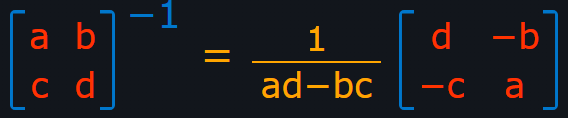 [a b; c d]^−1 = 1/(ad−bc) [d −b; −c a]